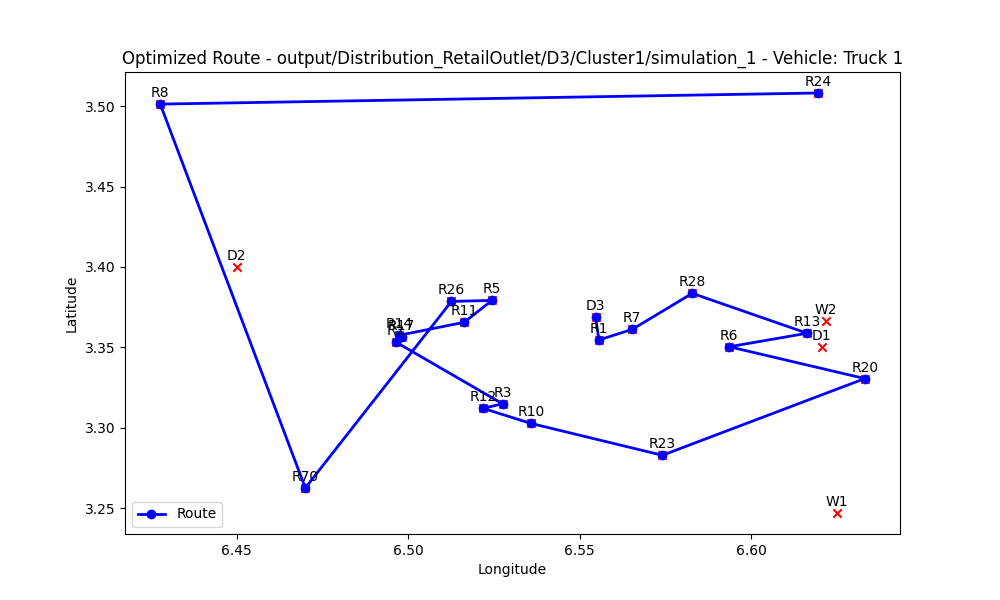 Optimized Route - output/Distribution_RetailOutlet/D3/Cluster1/simulation_1 - Vehicle: Truck 1
R8
R24
3.50
3.45
D2
3.40
R28
R26
R5
D3
W2
R11
R7
R13
R1
R6
D1
3.35
R20
R12
R3
R10
3.30
R23
R70
W1
3.25
Route
6.45
6.50
6.55
6.60
Latitude
Longitude